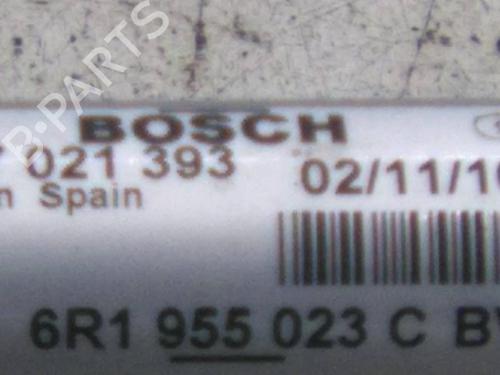 B-PARTS
BOSCH
021 393
02/11/1
Spain
6R1 955 023 C